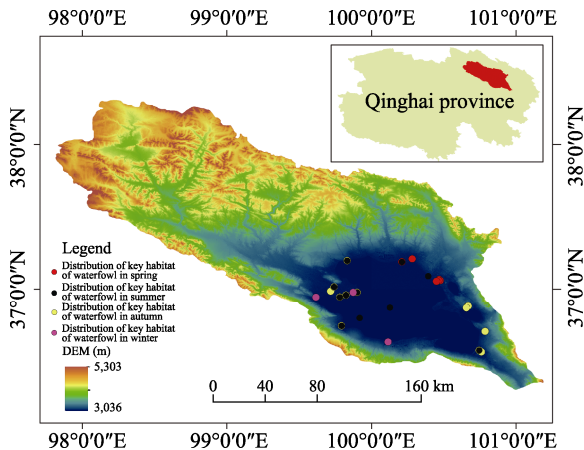 98°0′0″E 99°0′0″E 100°0′0″E 101°0′0″E
Qinghai province
38°0′0″N
38°0′0″N
37°0′0″N
37°0′0″N
Legend
Distribution of key habitat
of waterfowl in spring
Distribution of key habitat
of waterfowl in summer
Distribution of key habitat
of waterfowl in autumn
Distribution of key habitat
of waterfowl in winter
DEM (m)
5,303
3,036
0 40 80 160 km
98°0′0″E 99°0′0″E 100°0′0″E 101°0′0″E